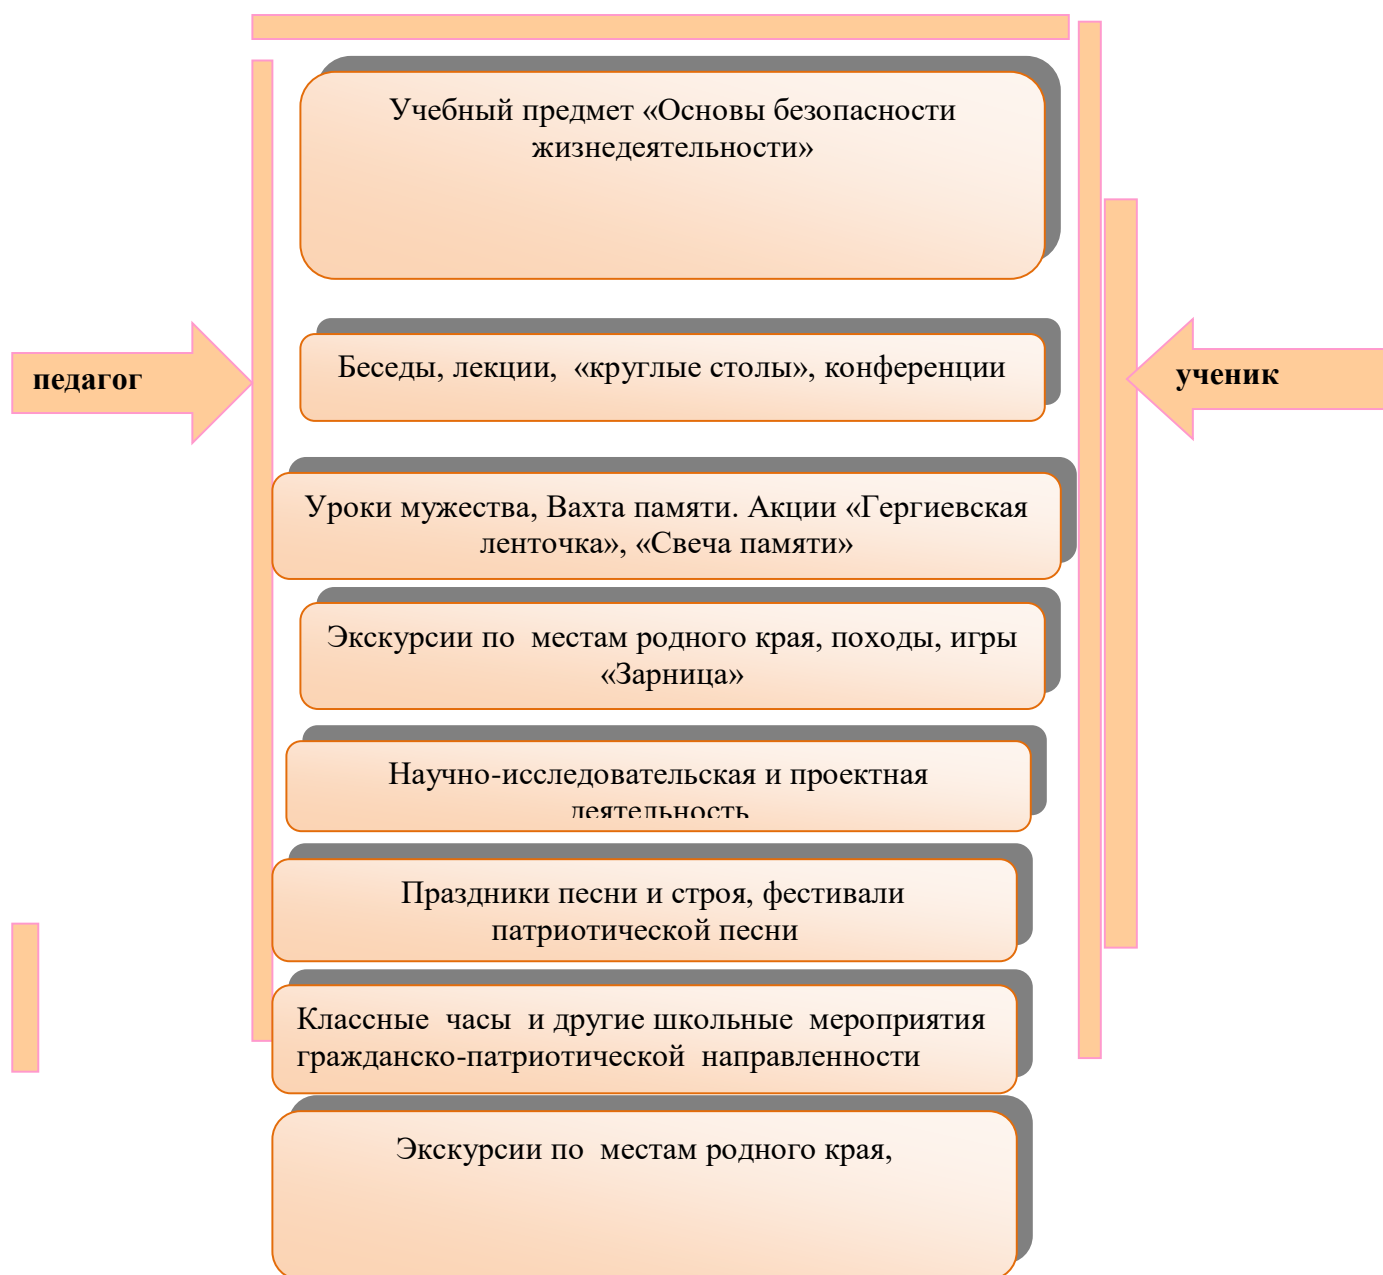 Учебный предмет «Основы безопасности
жизнедеятельности»
Беседы, лекции,  «круглые столы», конференции
педагог
ученик
Уроки мужества, Вахта памяти. Акции «Гергиевская
ленточка», «Свеча памяти»
Экскурсии по  местам родного края, походы, игры
«Зарница»
Научно-исследовательская и проектная
деятельность
Праздники песни и строя, фестивали
патриотической песни
Классные  часы  и другие школьные  мероприятия
гражданско-патриотической  направленности
Экскурсии по  местам родного края,